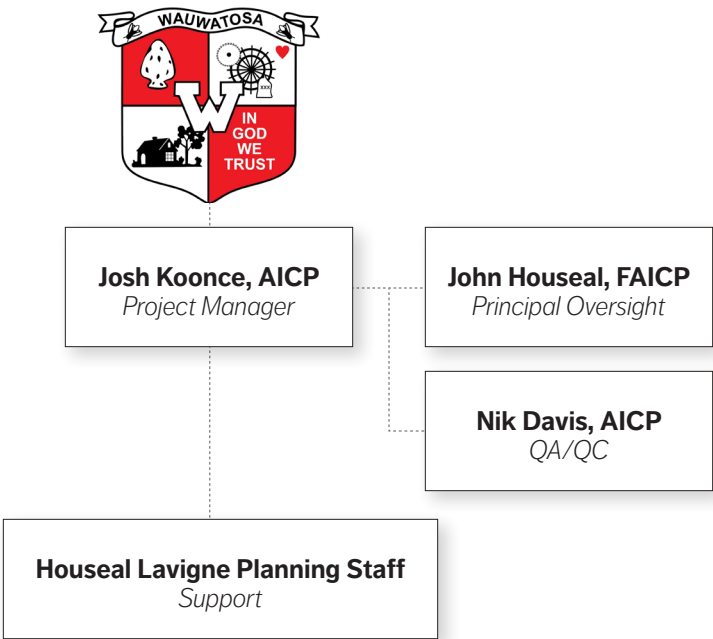 WAUWATOSA
xxx
W
IN
GOD
WE
TRUST
Josh Koonce, AICP
Project Manager
John Houseal, FAICP
Principal Oversight
Nik Davis, AICP
QA/QC
Houseal Lavigne Planning Staff
Support